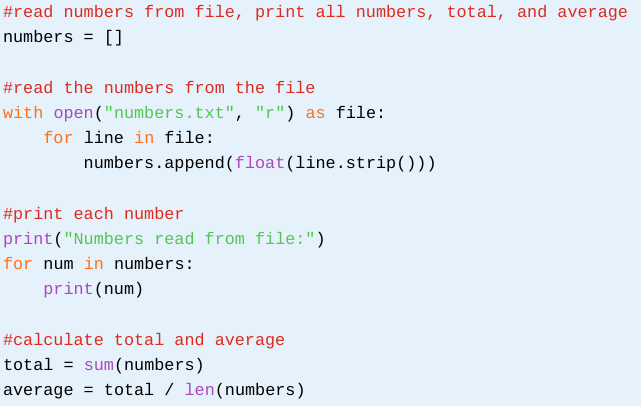 #read numbers from file, print all numbers, total, and average
numbers = []

#read the numbers from the file
with open("numbers.txt", "r") as file:
    for line in file:
        numbers.append(float(line.strip()))

#print each number
print("Numbers read from file:")
for num in numbers:
    print(num)

#calculate total and average
total = sum(numbers)
average = total / len(numbers)